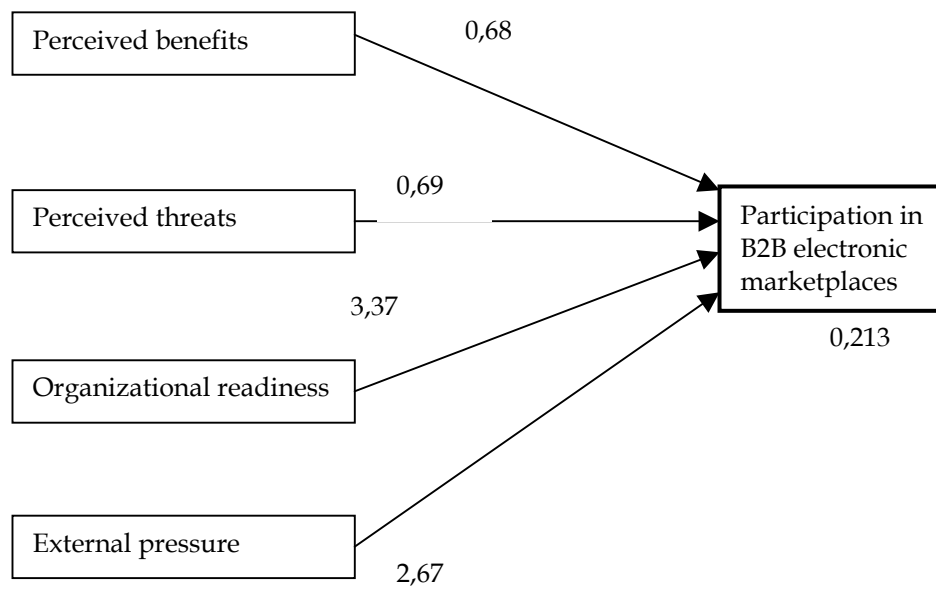 Perceived benefits
0,68
Perceived threats
0,69
Participation in
B2B electronic
marketplaces
0,213
3,37
Organizational readiness
External pressure
2,67